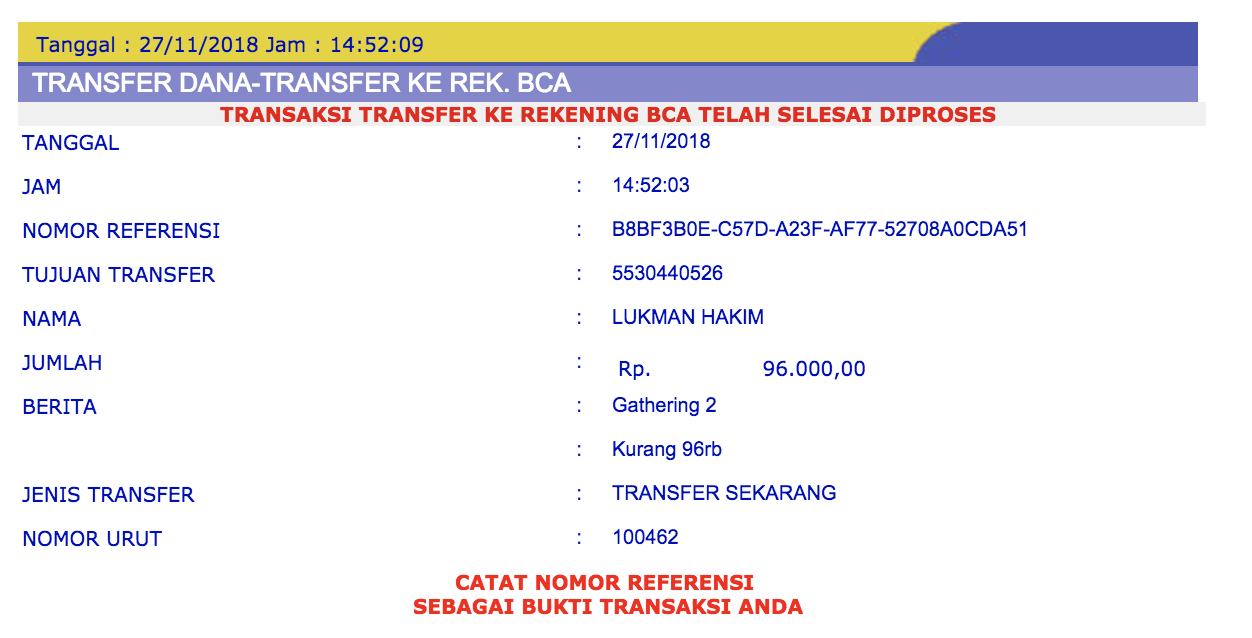 Tanggal : 27/11/2018 Jam : 14:52:09
TRANSFER DANA-TRANSFER KE REK. BCA
TRANSAKSI TRANSFER KE REKENING BCA TELAH SELESAI DIPROSES
TANGGAL : 27/11/2018
JAM : 14:52:03
NOMOR REFERENSI : B8BF3B0E-C57D-A23F-AF77-52708A0CDA51
TUJUAN TRANSFER : 5530440526
NAMA : LUKMAN HAKIM
JUMLAH : Rp. 96.000,00
BERITA : Gathering 2
: Kurang 96rb
JENIS TRANSFER : TRANSFER SEKARANG
NOMOR URUT : 100462
CATAT NOMOR REFERENSI
SEBAGAI BUKTI TRANSAKSI ANDA